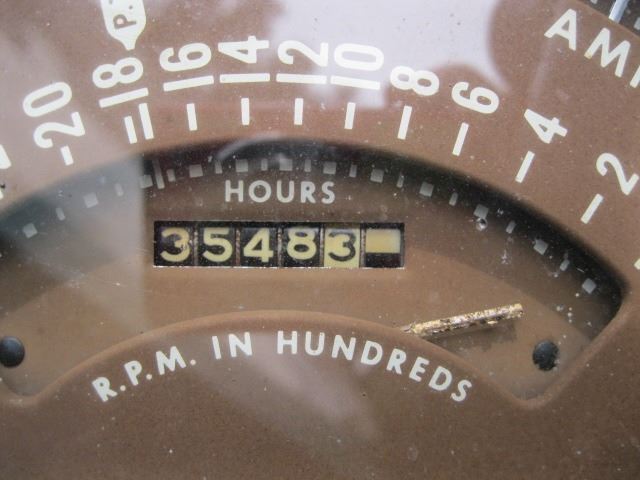 P.T.
20 18 16 14 12 10 8 6 4 2
AM
HOURS
35483
R.P.M. IN HUNDREDS